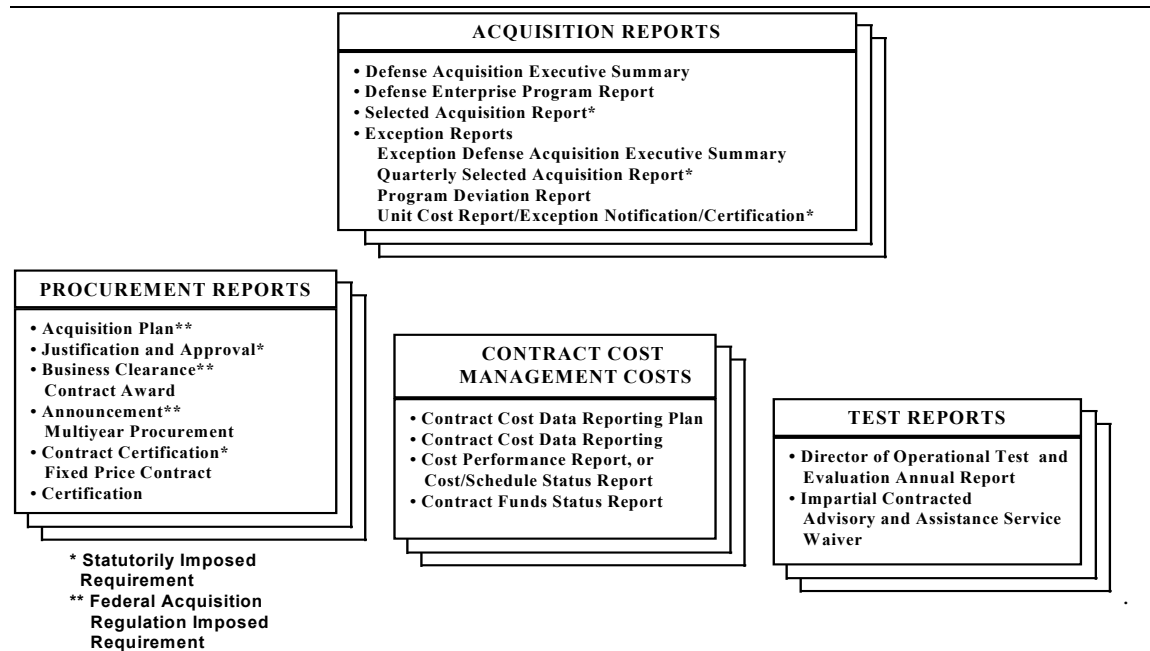 ACQUISITION REPORTS
• Defense Acquisition Executive Summary
• Defense Enterprise Program Report
• Selected Acquisition Report*
• Exception Reports
Exception Defense Acquisition Executive Summary
Quarterly Selected Acquisition Report*
Program Deviation Report
Unit Cost Report/Exception Notification/Certification*
PROCUREMENT REPORTS
• Acquisition Plan**
• Justification and Approval*
• Business Clearance**
Contract Award
• Announcement**
Multiyear Procurement
• Contract Certification*
Fixed Price Contract
• Certification
CONTRACT COST
MANAGEMENT COSTS
• Contract Cost Data Reporting Plan
• Contract Cost Data Reporting
• Cost Performance Report, or
Cost/Schedule Status Report
• Contract Funds Status Report
TEST REPORTS
• Director of Operational Test and
Evaluation Annual Report
• Impartial Contracted
Advisory and Assistance Service
Waiver
* Statutorily Imposed
Requirement
** Federal Acquisition
Regulation Imposed
Requirement
.